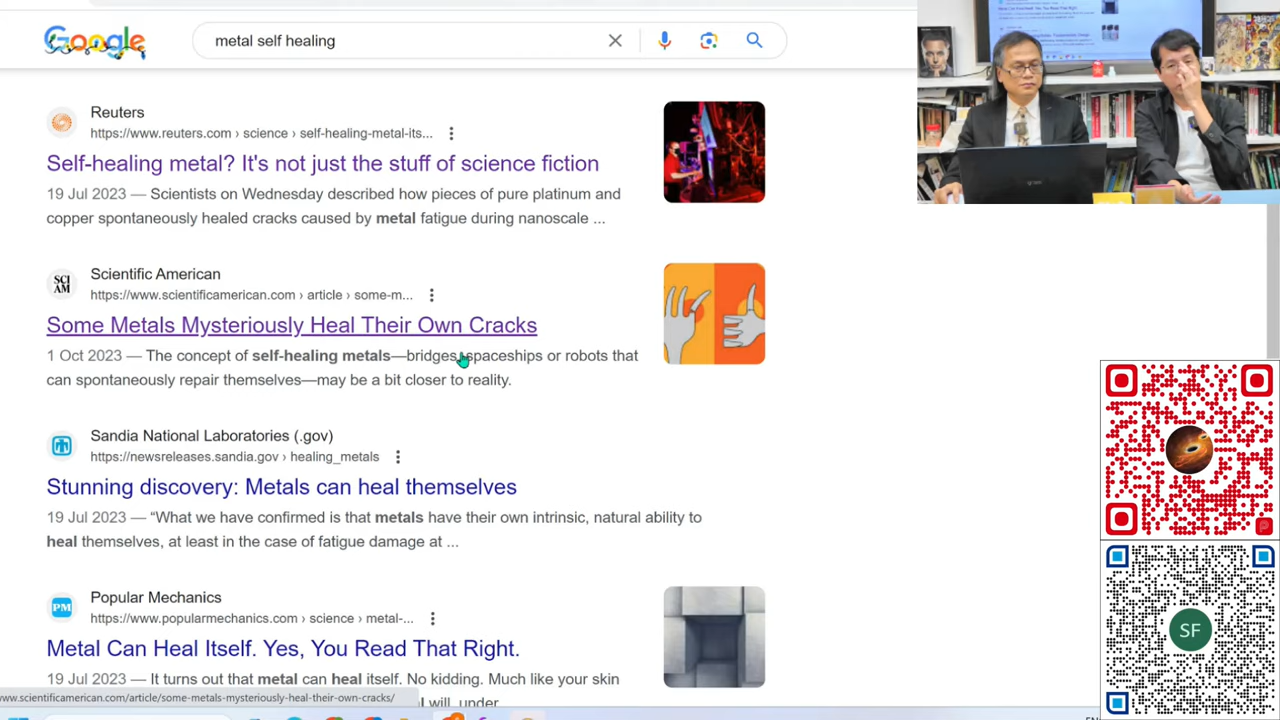 Google
metal self healing
Reuters
https://www.reuters.com › science › self-healing-metal-its...
Self-healing metal? It's not just the stuff of science fiction
19 Jul 2023 — Scientists on Wednesday described how pieces of pure platinum and
copper spontaneously healed cracks caused by metal fatigue during nanoscale ...
SCI
AM
Scientific American
https://www.scientificamerican.com › article › some-m...
Some Metals Mysteriously Heal Their Own Cracks
1 Oct 2023 — The concept of self-healing metals—bridges, spaceships or robots that
can spontaneously repair themselves—may be a bit closer to reality.
Sandia National Laboratories (.gov)
https://newsreleases.sandia.gov › healing_metals
Stunning discovery: Metals can heal themselves
19 Jul 2023 — “What we have confirmed is that metals have their own intrinsic, natural ability to
heal themselves, at least in the case of fatigue damage at ...
PM
Popular Mechanics
https://www.popularmechanics.com › science › metal-...
Metal Can Heal Itself. Yes, You Read That Right.
19 Jul 2023 — It turns out that metal can heal itself. No kidding. Much like your skin
I will, under
www.scientificamerican.com/article/some-metals-mysteriously-heal-their-own-cracks/
SF